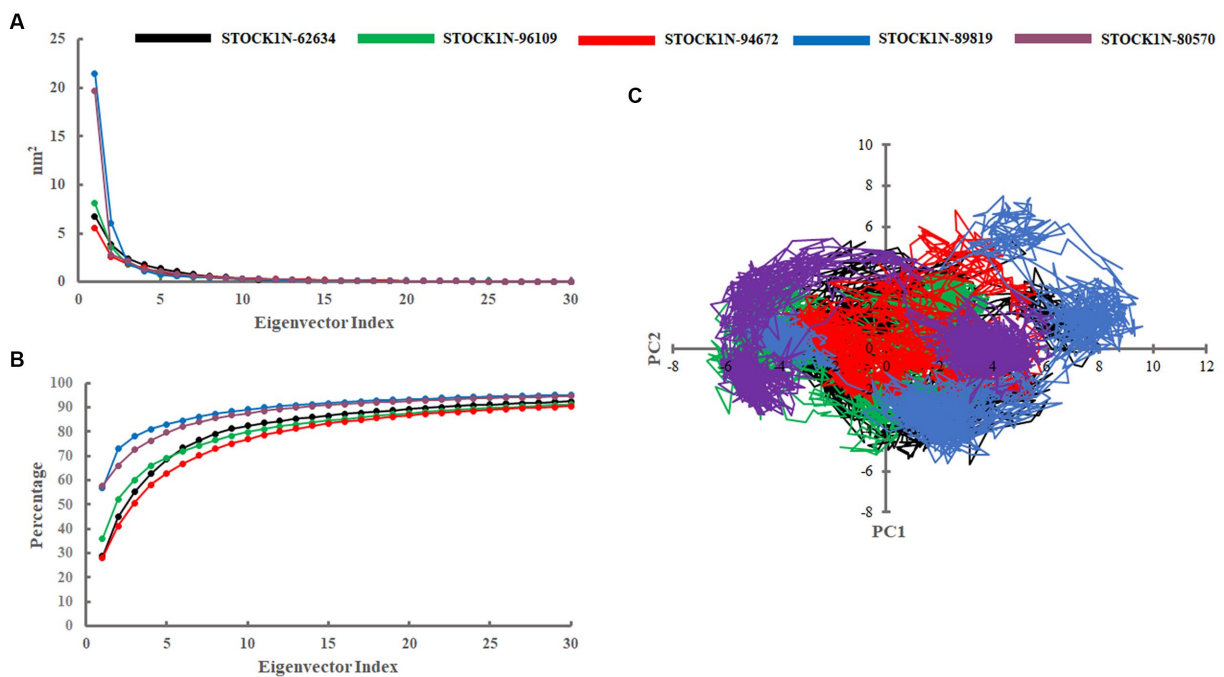 A
STOCK1N-62634 STOCK1N-96109 STOCK1N-94672 STOCK1N-89819 STOCK1N-80570
25
20
15
10
5
0
nm2
0 5 10 15 20 25 30
Eigenvector Index
B
100
90
80
70
60
50
40
30
20
10
0
Percentage
0 5 10 15 20 25 30
Eigenvector Index
C
10
8
6
PC2
-8 -6 -4 0 2 4 6 8 10 12
0
-6
-8
PC1